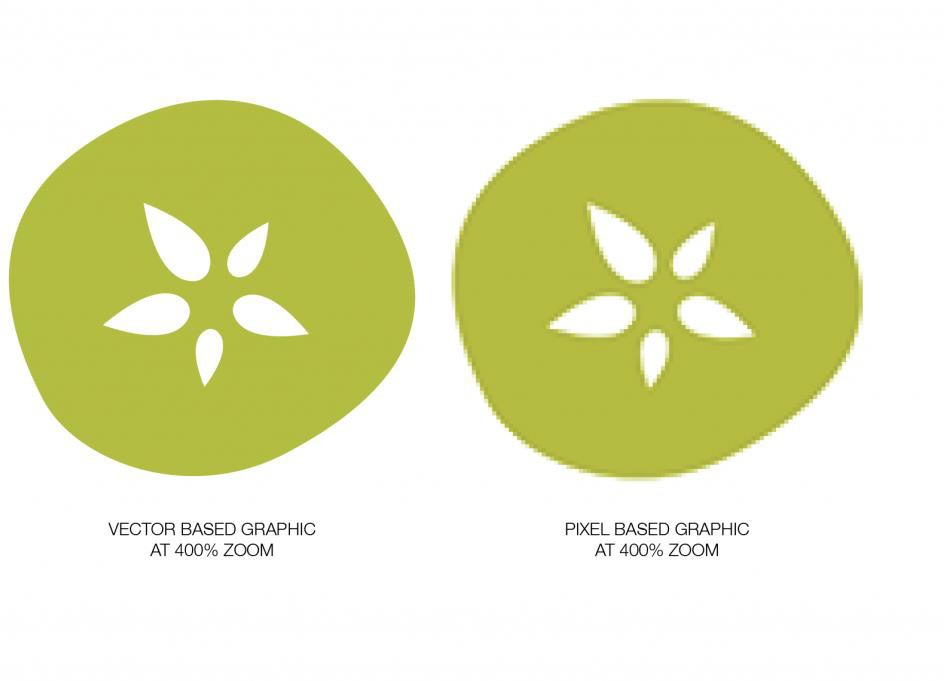 VECTOR BASED GRAPHIC
AT 400% ZOOM
PIXEL BASED GRAPHIC
AT 400% ZOOM